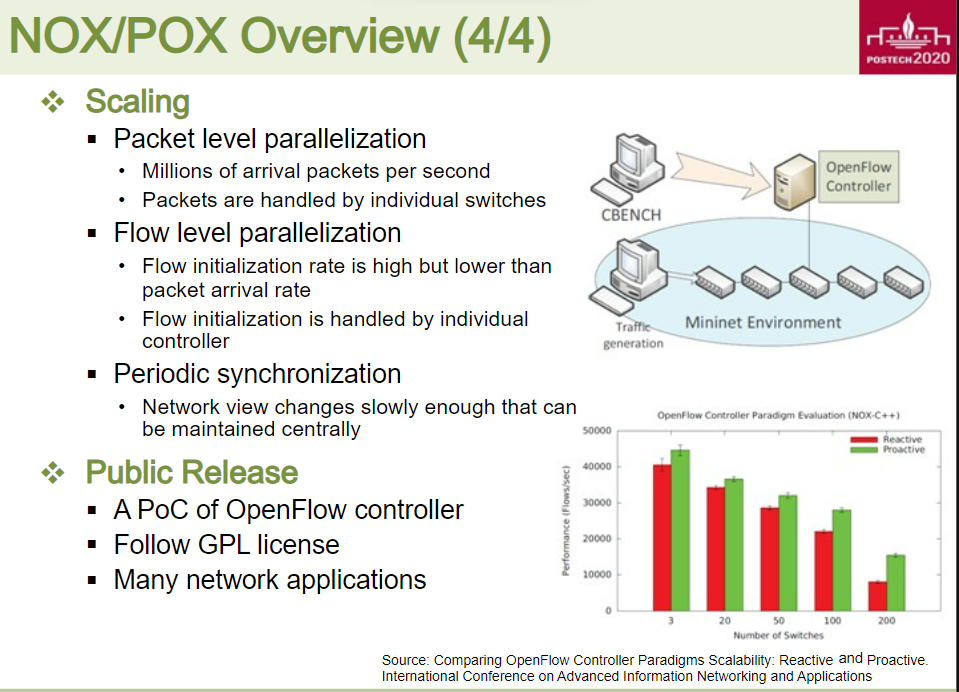 NOX/POX Overview (4/4)
POSTECH 2020
Scaling
Packet level parallelization
Millions of arrival packets per second
Packets are handled by individual switches
Flow level parallelization
Flow initialization rate is high but lower than
packet arrival rate
Flow initialization is handled by individual
controller
Periodic synchronization
Network view changes slowly enough that can
be maintained centrally
Public Release
A PoC of OpenFlow controller
Follow GPL license
Many network applications
OpenFlow
Controller
CBENCH
Traffic
generation
Mininet Environment
OpenFlow Controller Paradigm Evaluation (NOX-C++)
Reactive
Proactive
Performance (Flows/sec)
50000
40000
30000
20000
10000
0
3 20 50 100 200
Number of Switches
Source: Comparing OpenFlow Controller Paradigms Scalability: Reactive and Proactive.
International Conference on Advanced Information Networking and Applications